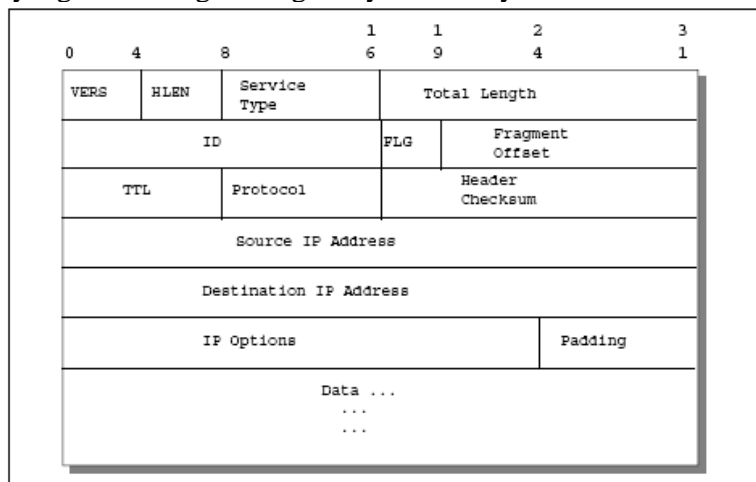 1 1 2 3
0 4 8 6 9 4 1
VERS HLEN Service Type Total Length
ID FLG Fragment Offset
TTL Protocol Header Checksum
Source IP Address
Destination IP Address
IP Options Padding
Data ...
...
...